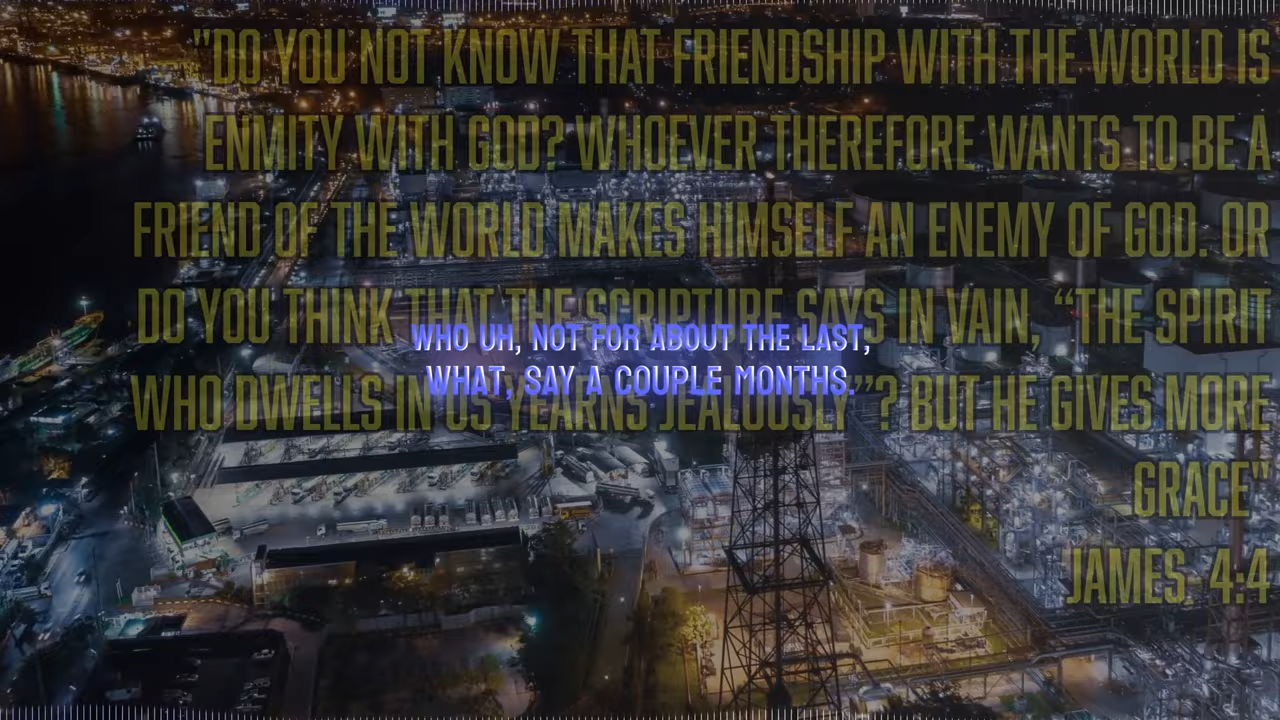 "DO YOU NOT KNOW THAT FRIENDSHIP WITH THE WORLD IS
ENMITY WITH GOD? WHOEVER THEREFORE WANTS TO BE A
FRIEND OF THE WORLD MAKES HIMSELF AN ENEMY OF GOD. OR
DO YOU THINK THAT THE SCRIPTURE SAYS IN VAIN, “THE SPIRIT
WHO DWELLS IN US YEARNS JEALOUSLY”? BUT HE GIVES MORE
GRACE"
JAMES 4:4
WHO UH, NOT FOR ABOUT THE LAST,
WHAT, SAY A COUPLE MONTHS.